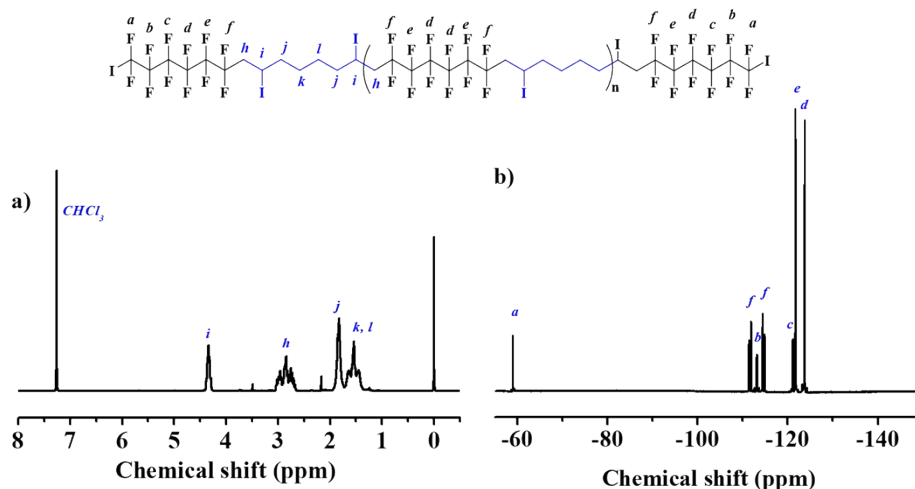 a b c d e f f e d d e f f e d c b a
F F F F F F I F F F F F F I F F F F F F
I h i j l h I
F F F F F F I k j i F F F F F F I n F F F F F F
a)
CHCl3
i
h
j
k, l
8 7 6 5 4 3 2 1 0
Chemical shift (ppm)
b)
a
f
b
f
c
e
d
-60 -80 -100 -120 -140
Chemical shift (ppm)